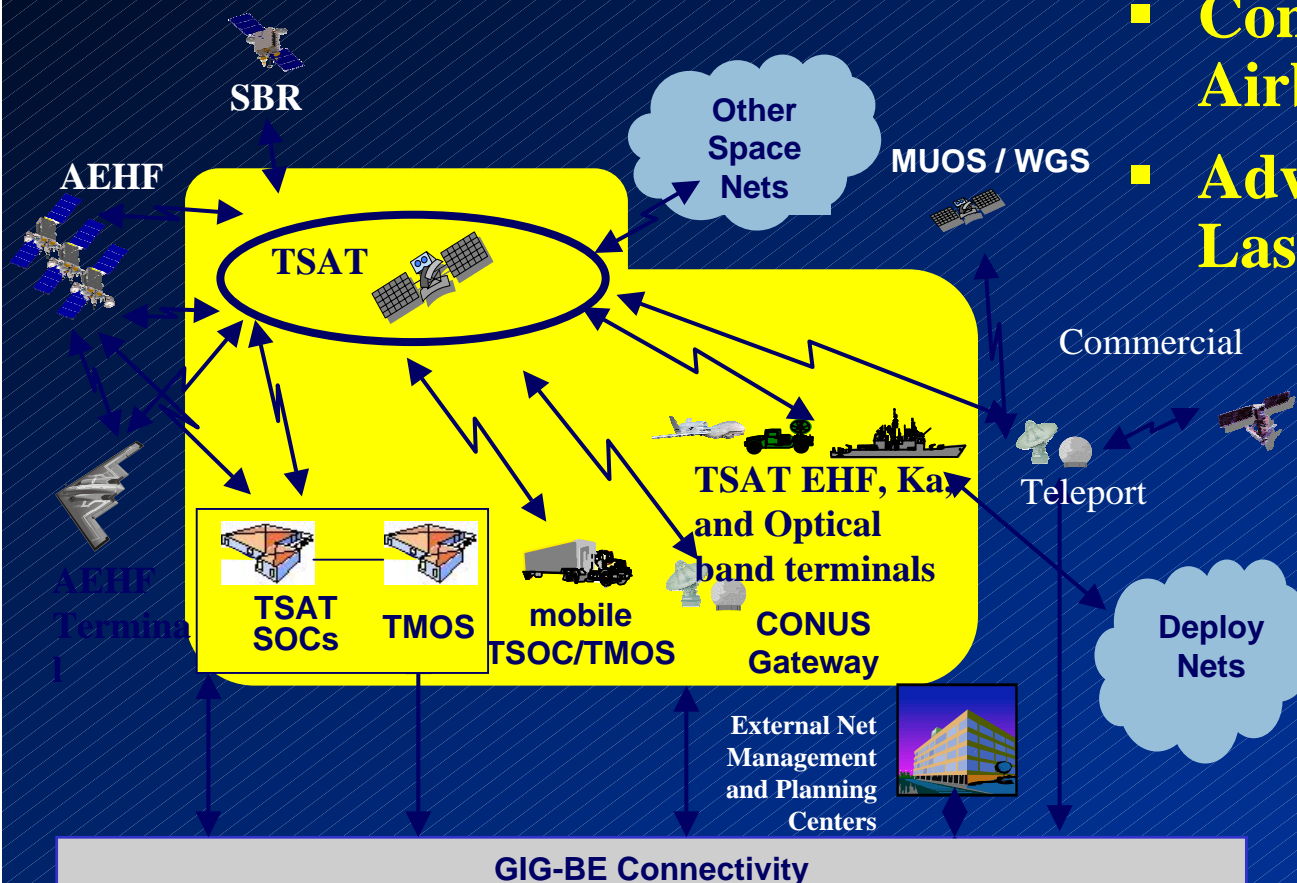 SBR
AEHF
Other
Space
Nets
MUOS / WGS
TSAT
Commercial
Teleport
TSAT EHF, Ka,
and Optical
band terminals
AEHF
Termina
l
TSAT
SOCs
TMOS
mobile
TSOC/TMOS
CONUS
Gateway
Deploy
Nets
External Net
Management
and Planning
Centers
GIG-BE Connectivity